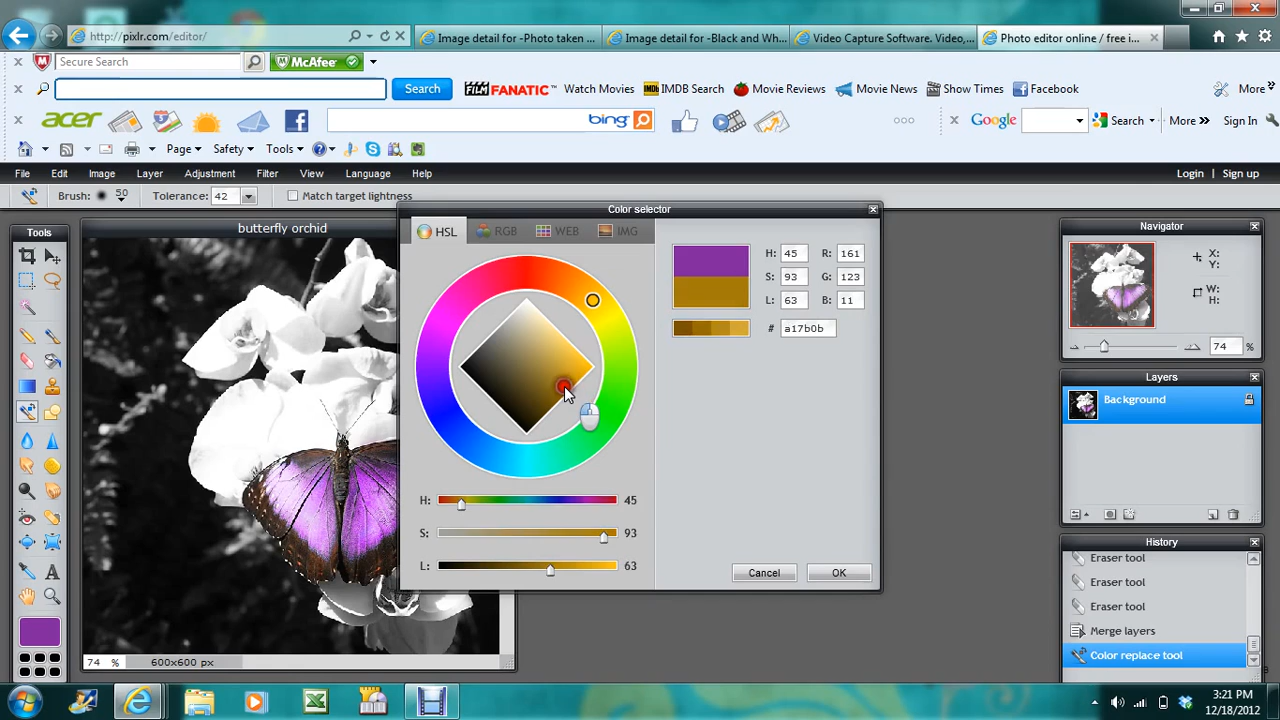 http://pixlr.com/editor/
Image detail for -Photo taken ...
Image detail for -Black and Wh...
Video Capture Software. Video,...
Photo editor online / free i...
Secure Search
McAfee
Search
FILM FANATIC™
Watch Movies
IMDb IMDB Search
Movie Reviews
Movie News
Show Times
Facebook
More
acer
bing
Google
Search
More »
Sign In
Page
Safety
Tools
File Edit Image Layer Adjustment Filter View Language Help
Login Sign up
Brush: 50 Tolerance: 42 Match target lightness
Tools
butterfly orchid
Color selector
HSL RGB WEB IMG
H: 45 R: 161
S: 93 G: 123
L: 63 B: 11
# a17b0b
H: 45
S: 93
L: 63
Cancel OK
Navigator
X:
Y:
W:
H:
74 %
Layers
Background
History
Eraser tool
Eraser tool
Eraser tool
Merge layers
Color replace tool
74 % 600x600 px
3:21 PM
12/18/2012